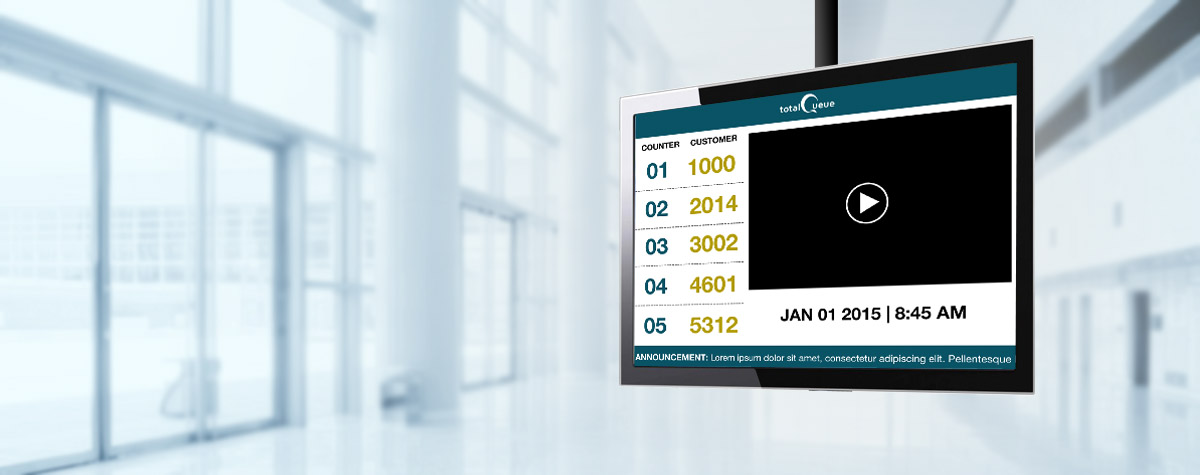 totalQueue
COUNTER CUSTOMER
01 1000
02 2014
03 3002
04 4601
05 5312
JAN 01 2015 | 8:45 AM
ANNOUNCEMENT: Lorem ipsum dolor sit amet, consectetur adipiscing elit. Pellentesque